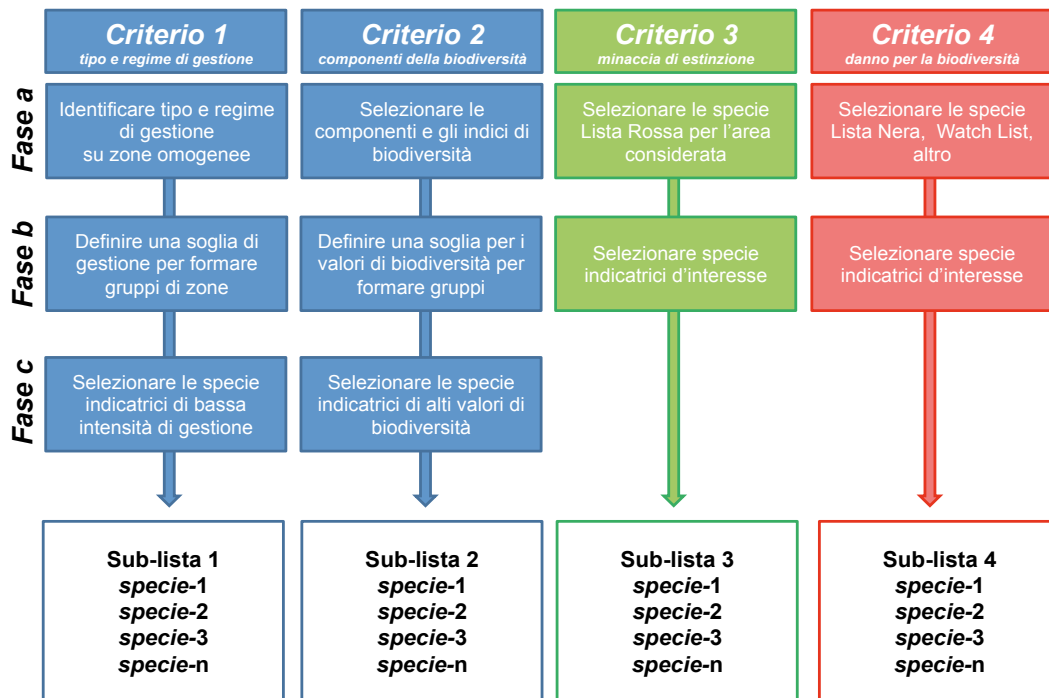 Criterio 1
tipo e regime di gestione
Criterio 2
componenti della biodiversità
Criterio 3
minaccia di estinzione
Criterio 4
danno per la biodiversità
Fase a
Identificare tipo e regime
di gestione
su zone omogenee
Selezionare le
componenti e gli indici di
biodiversità
Selezionare le specie
Lista Rossa per l'area
considerata
Selezionare le specie
Lista Nera, Watch List,
altro
Fase b
Definire una soglia di
gestione per formare
gruppi di zone
Definire una soglia per i
valori di biodiversità per
formare gruppi
Selezionare specie
indicatrici d'interesse
Selezionare specie
indicatrici d'interesse
Fase c
Selezionare le specie
indicatrici di bassa
intensità di gestione
Selezionare le specie
indicatrici di alti valori di
biodiversità
Sub-lista 1
specie-1
specie-2
specie-3
specie-n
Sub-lista 2
specie-1
specie-2
specie-3
specie-n
Sub-lista 3
specie-1
specie-2
specie-3
specie-n
Sub-lista 4
specie-1
specie-2
specie-3
specie-n